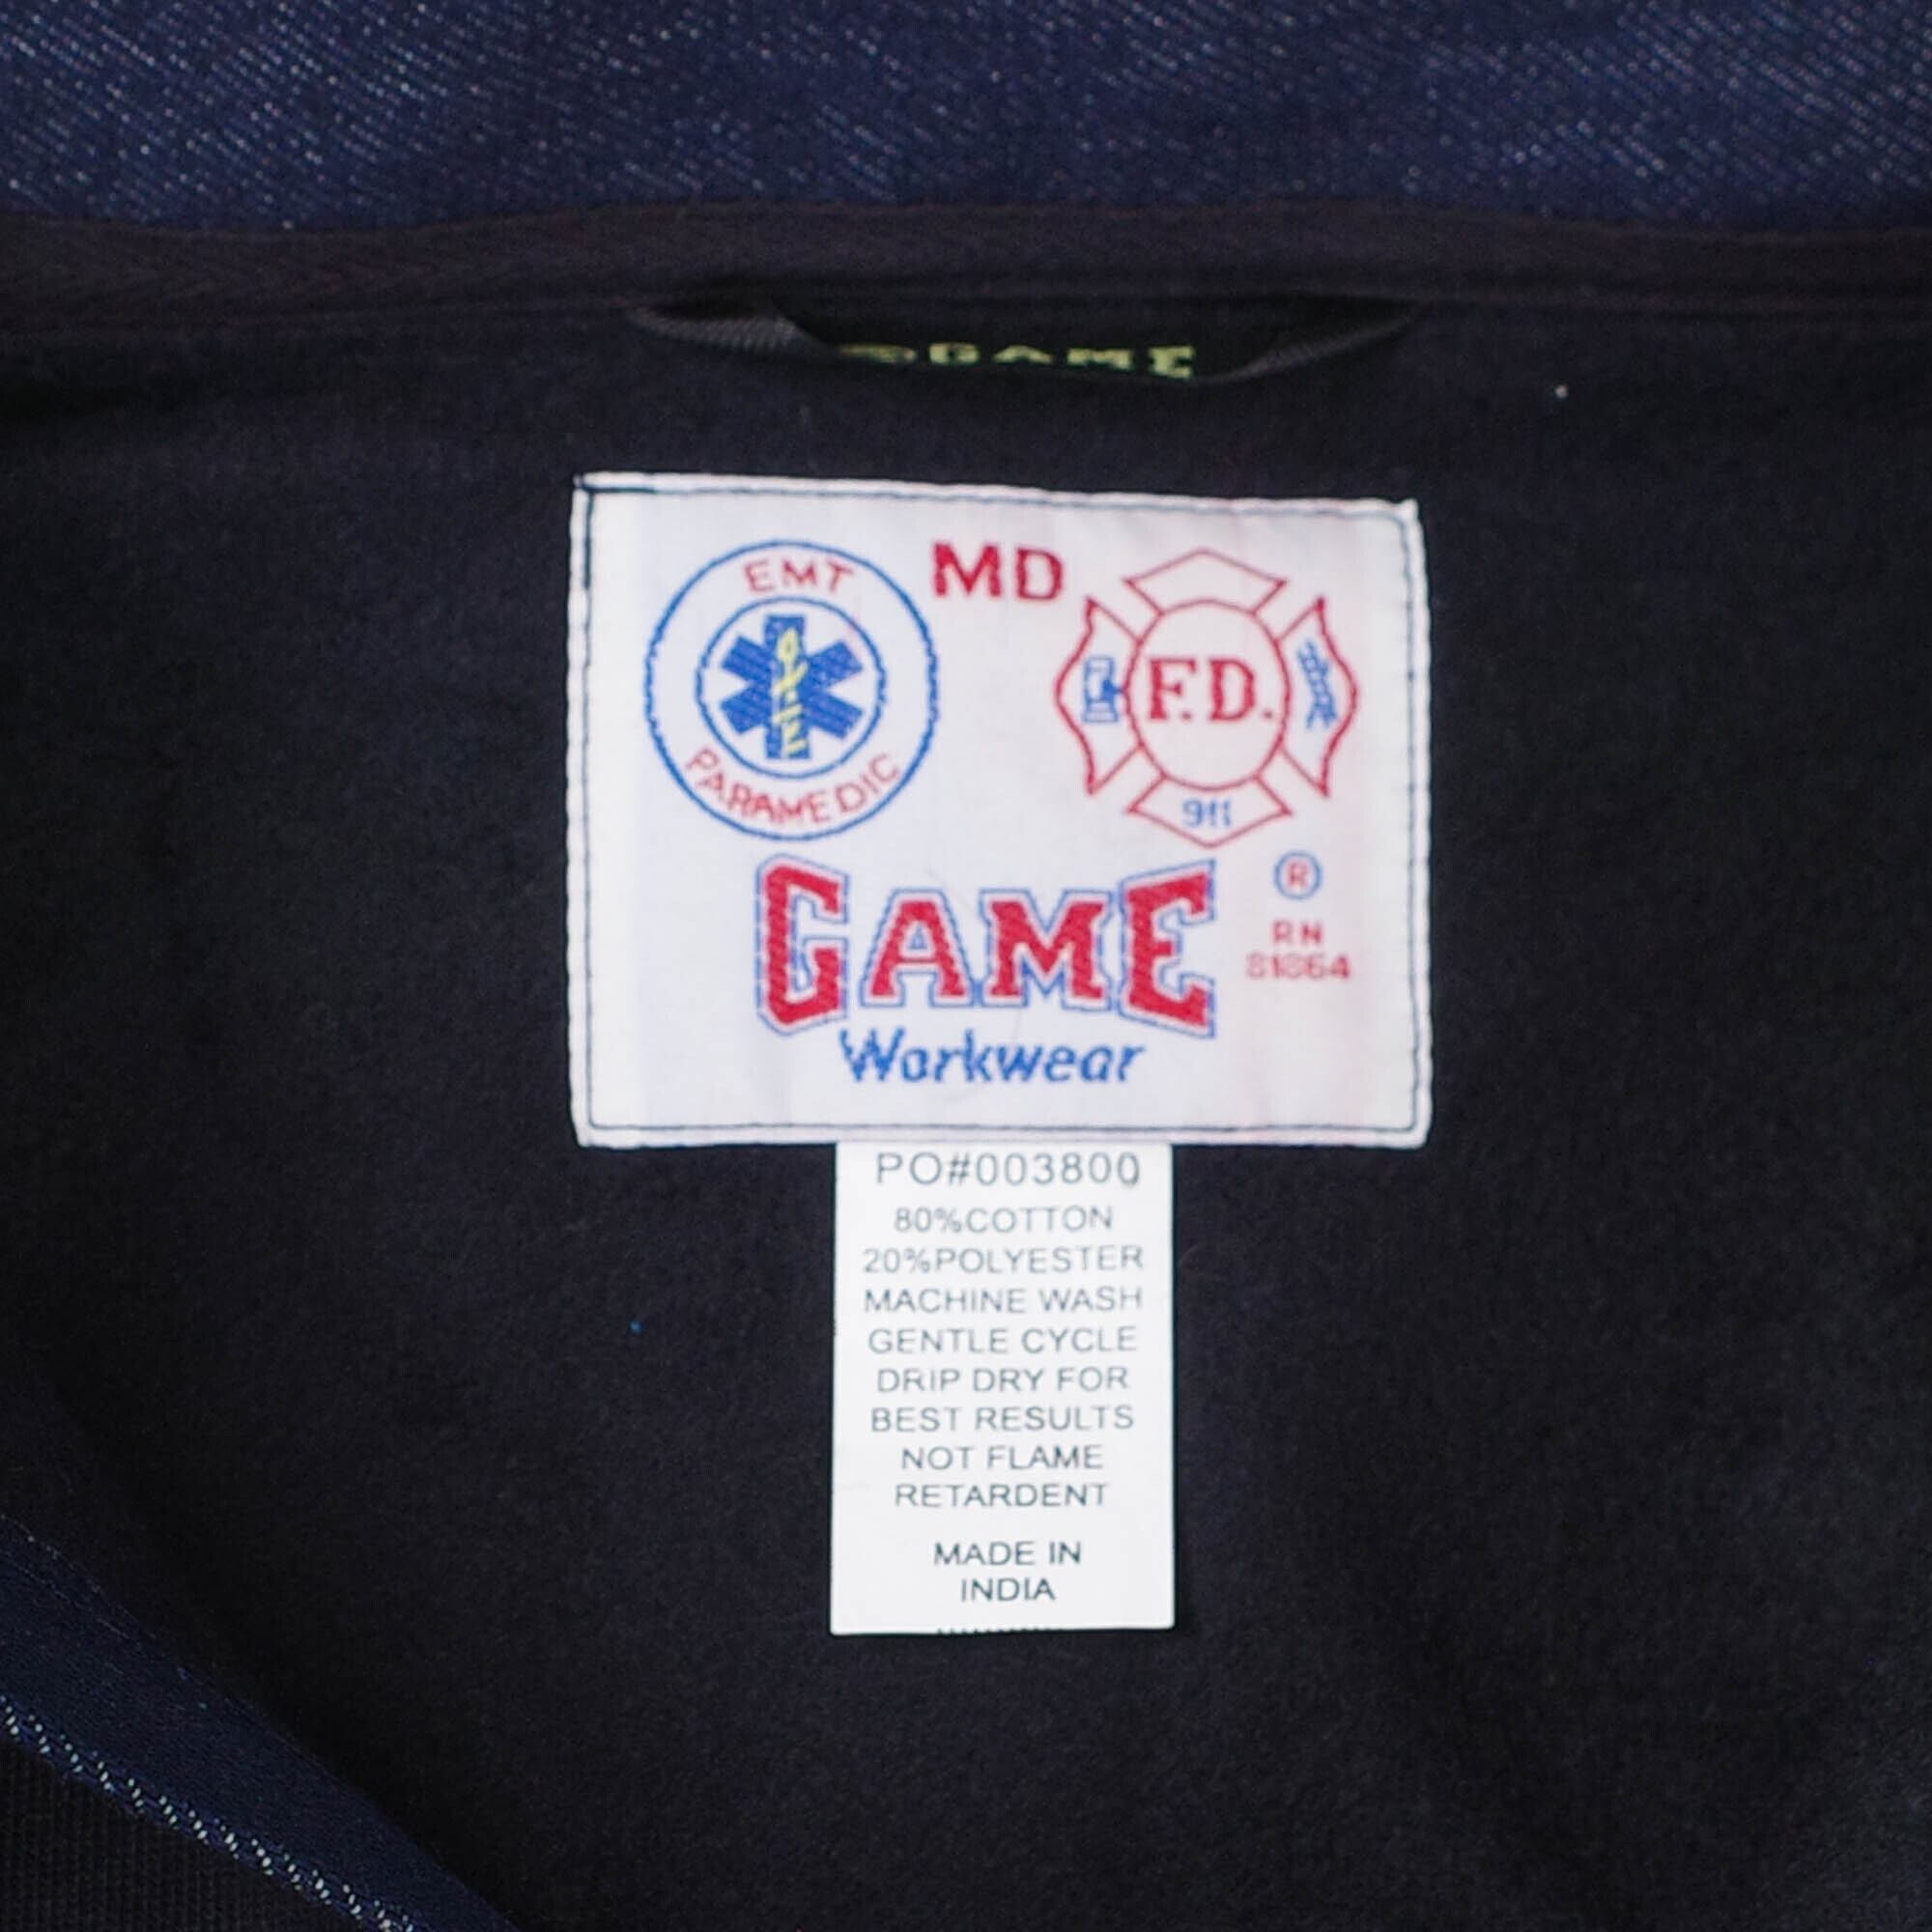 GAME
MD
EMT
PARAMEDIC
F.D.
911
GAME
®
RN
81864
Workwear
PO#003800
80%COTTON
20%POLYESTER
MACHINE WASH
GENTLE CYCLE
DRIP DRY FOR
BEST RESULTS
NOT FLAME
RETARDENT
MADE IN
INDIA